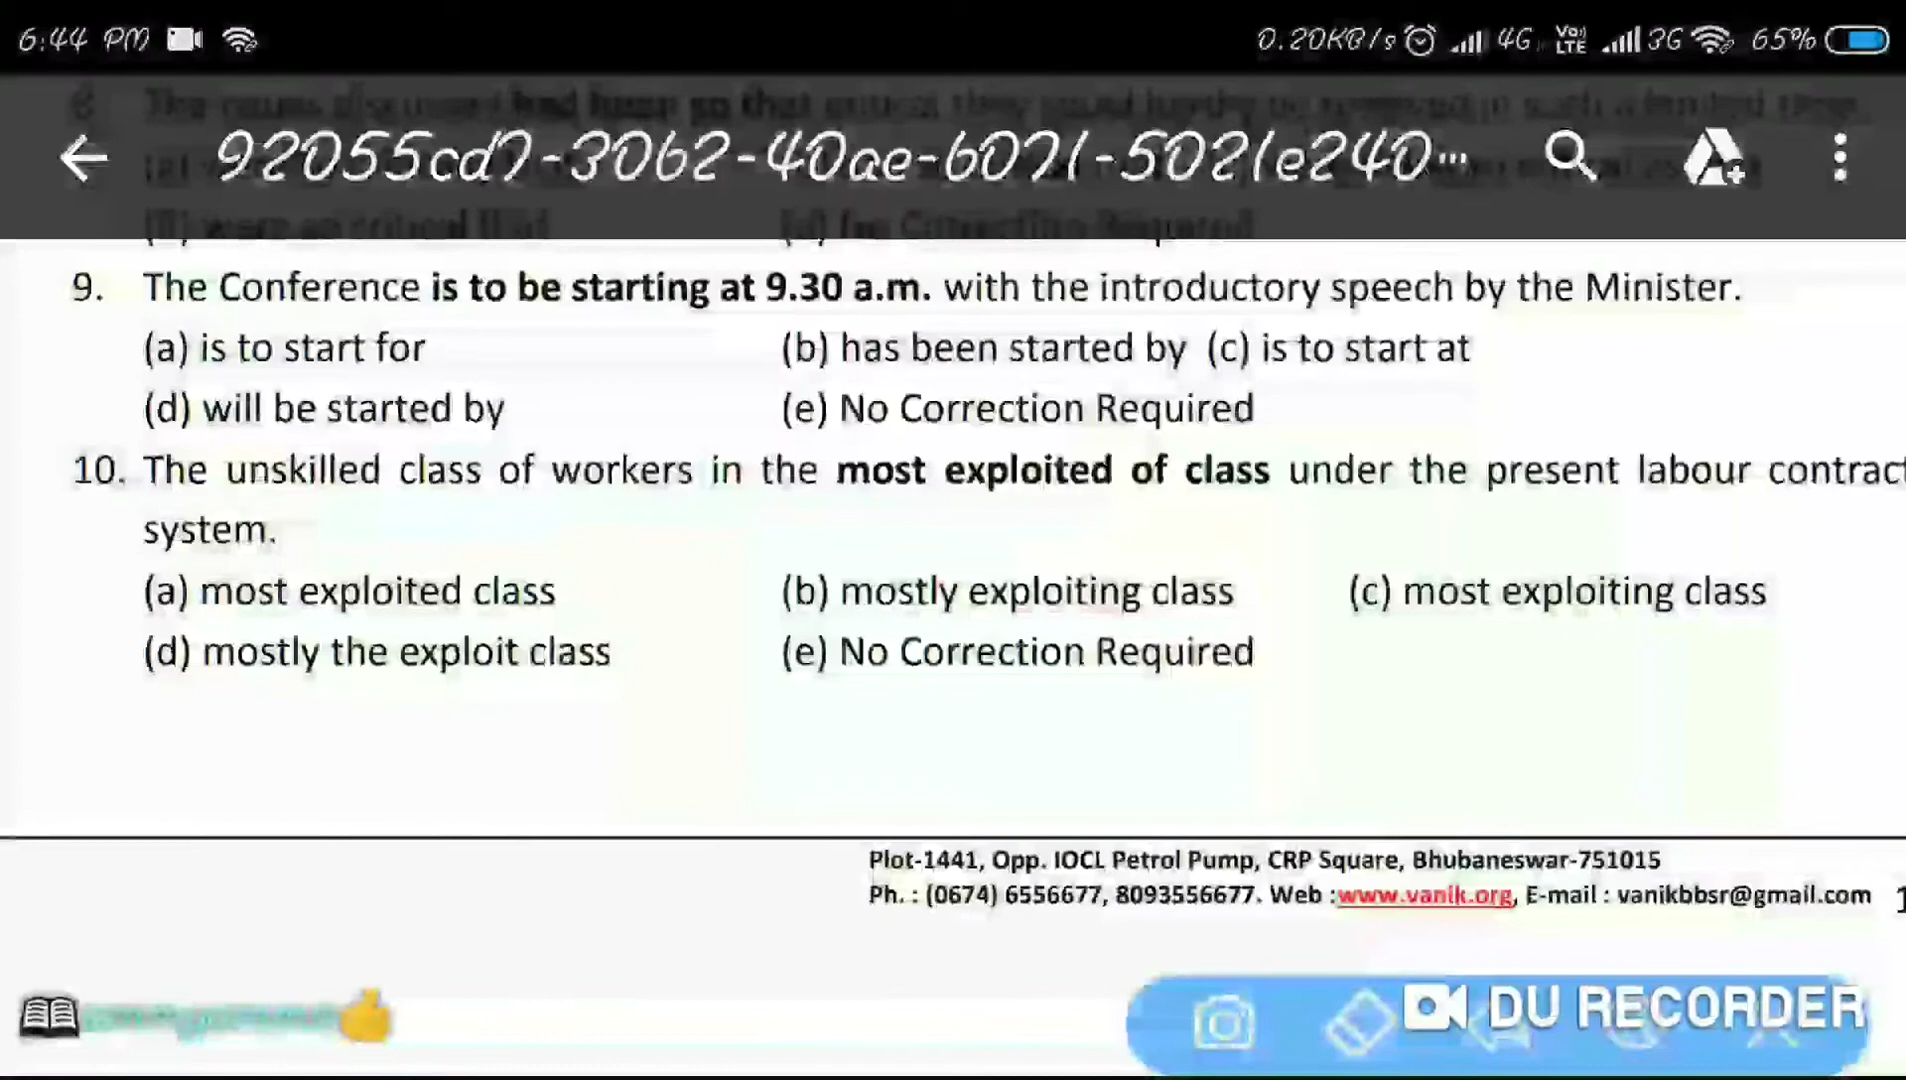 6:44 PM 0.20KB/s 4G VoLTE 3G 65%
92055cd7-3062-40ae-6071-5021e240...
9. The Conference is to be starting at 9.30 a.m. with the introductory speech by the Minister.
(a) is to start for (b) has been started by (c) is to start at
(d) will be started by (e) No Correction Required
10. The unskilled class of workers in the most exploited of class under the present labour contract
system.
(a) most exploited class (b) mostly exploiting class (c) most exploiting class
(d) mostly the exploit class (e) No Correction Required
Plot-1441, Opp. IOCL Petrol Pump, CRP Square, Bhubaneswar-751015
Ph. : (0674) 6556677, 8093556677. Web :www.vanik.org, E-mail : vanikbbsr@gmail.com 1
DU RECORDER